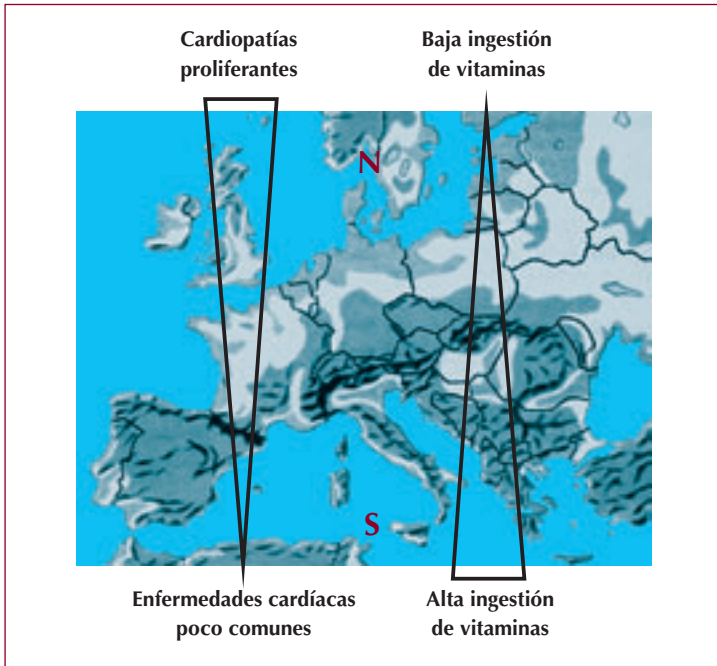 Cardiopatías
proliferantes
Baja ingestión
de vitaminas
N
S
Enfermedades cardíacas
poco comunes
Alta ingestión
de vitaminas